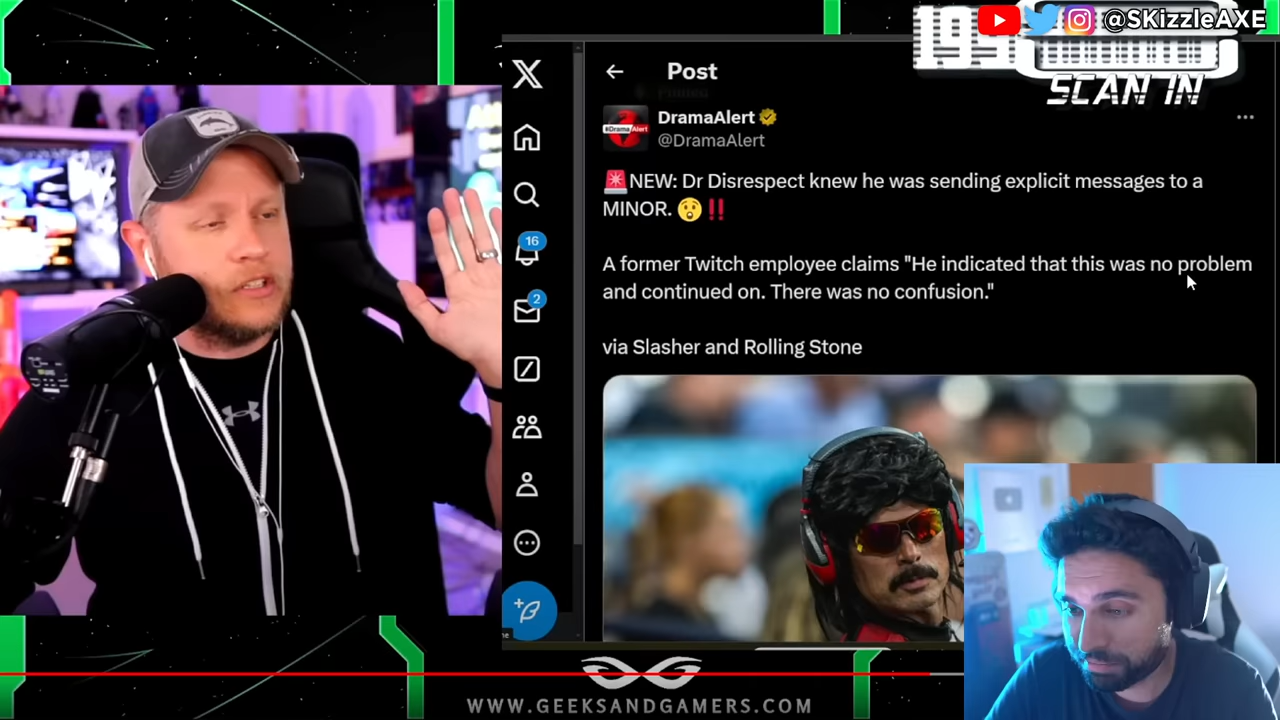 @SKizzleAXE
199
SCAN IN
Post
DramaAlert
#DramaAlert
@DramaAlert
🚨NEW: Dr Disrespect knew he was sending explicit messages to a
MINOR. 😲‼️
16
A former Twitch employee claims "He indicated that this was no problem
and continued on. There was no confusion."
2
via Slasher and Rolling Stone
WWW.GEEKSANDGAMERS.COM